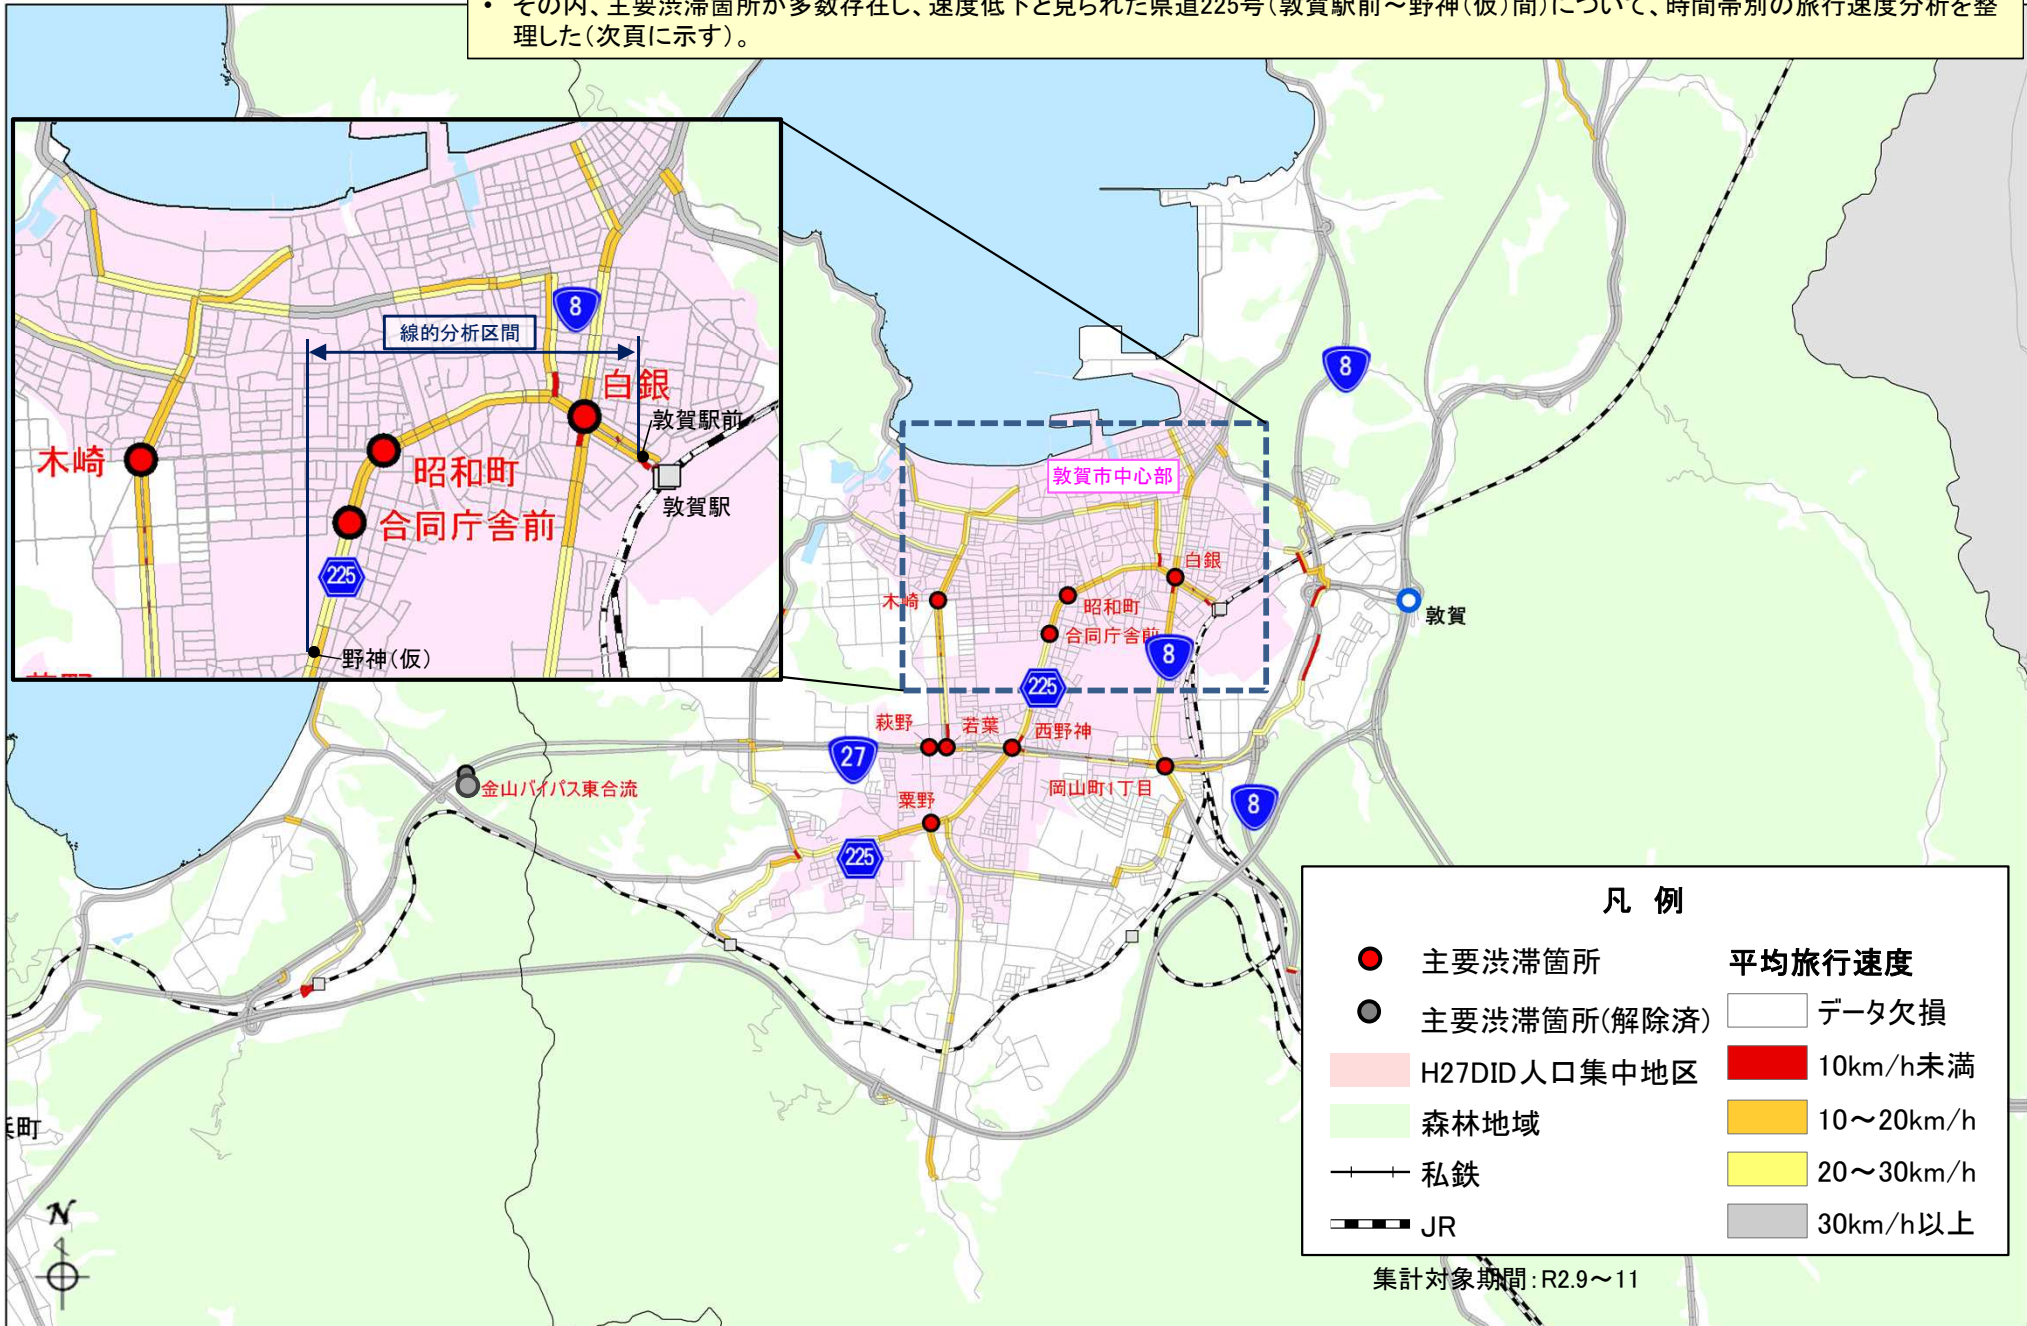 • その内、主要渋滞箇所が多数存在し、速度低下と見られた県道225号（敦賀駅前～野神（仮）間）について、時間帯別の旅行速度分析を整
理した（次頁に示す）。
8
線的分析区間
白銀
敦賀駅前
木崎
昭和町
敦賀駅
合同庁舎前
225
野神（仮）
8
敦賀市中心部
白銀
木崎
昭和町
敦賀
合同庁舎前
8
225
萩野
若葉
西野神
27
金山バイパス東合流
岡山町1丁目
粟野
8
225
凡 例
主要渋滞箇所
平均旅行速度
主要渋滞箇所(解除済)
データ欠損
H27DID人口集中地区
10km/h未満
森林地域
10～20km/h
私鉄
20～30km/h
JR
30km/h以上
町
N
集計対象期間：R2.9～11